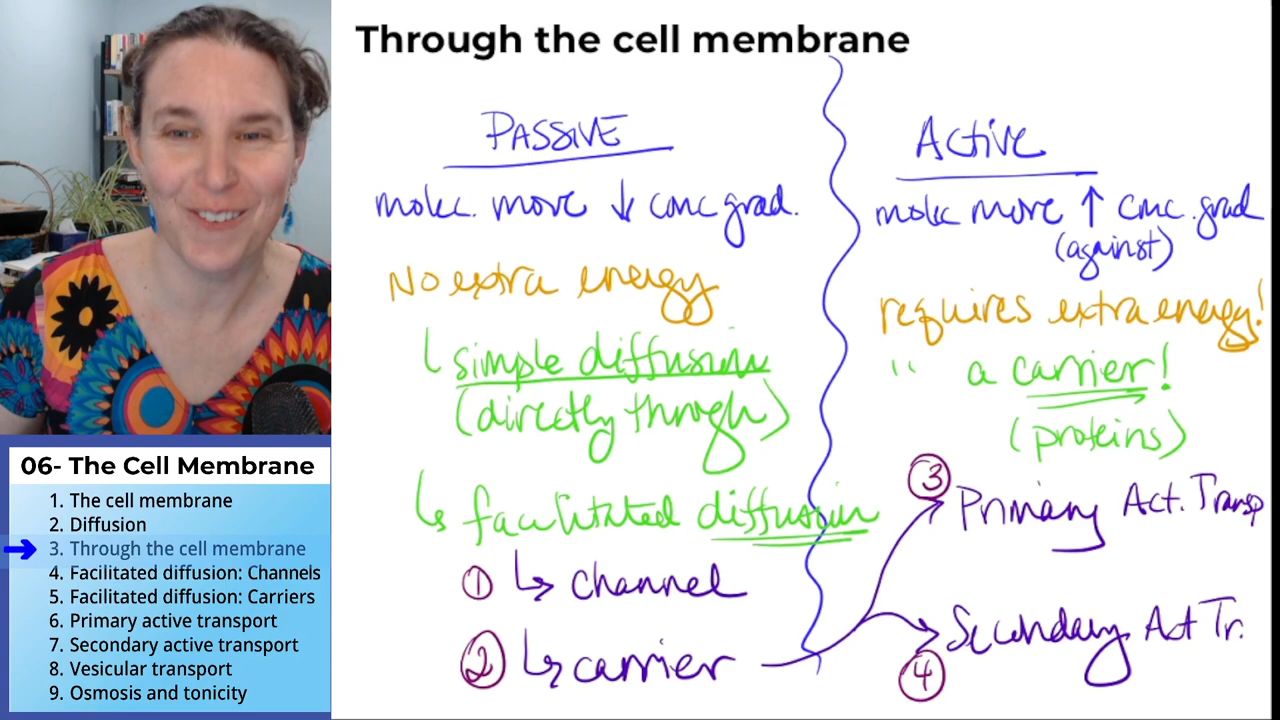 Through the cell membrane
PASSIVE
molec. move ↓ conc grad.
No extra energy
↳ simple diffusion
(directly through)
↳ facilitated diffusion
① ↳ channel
② ↳ carrier
Active
molec move ↑ conc. grad
(against)
requires extra energy!
" a carrier!
(proteins)
③ Primary Act. Transp
④ Secondary Act Tr.
06- The Cell Membrane
1. The cell membrane
2. Diffusion
3. Through the cell membrane
4. Facilitated diffusion: Channels
5. Facilitated diffusion: Carriers
6. Primary active transport
7. Secondary active transport
8. Vesicular transport
9. Osmosis and tonicity